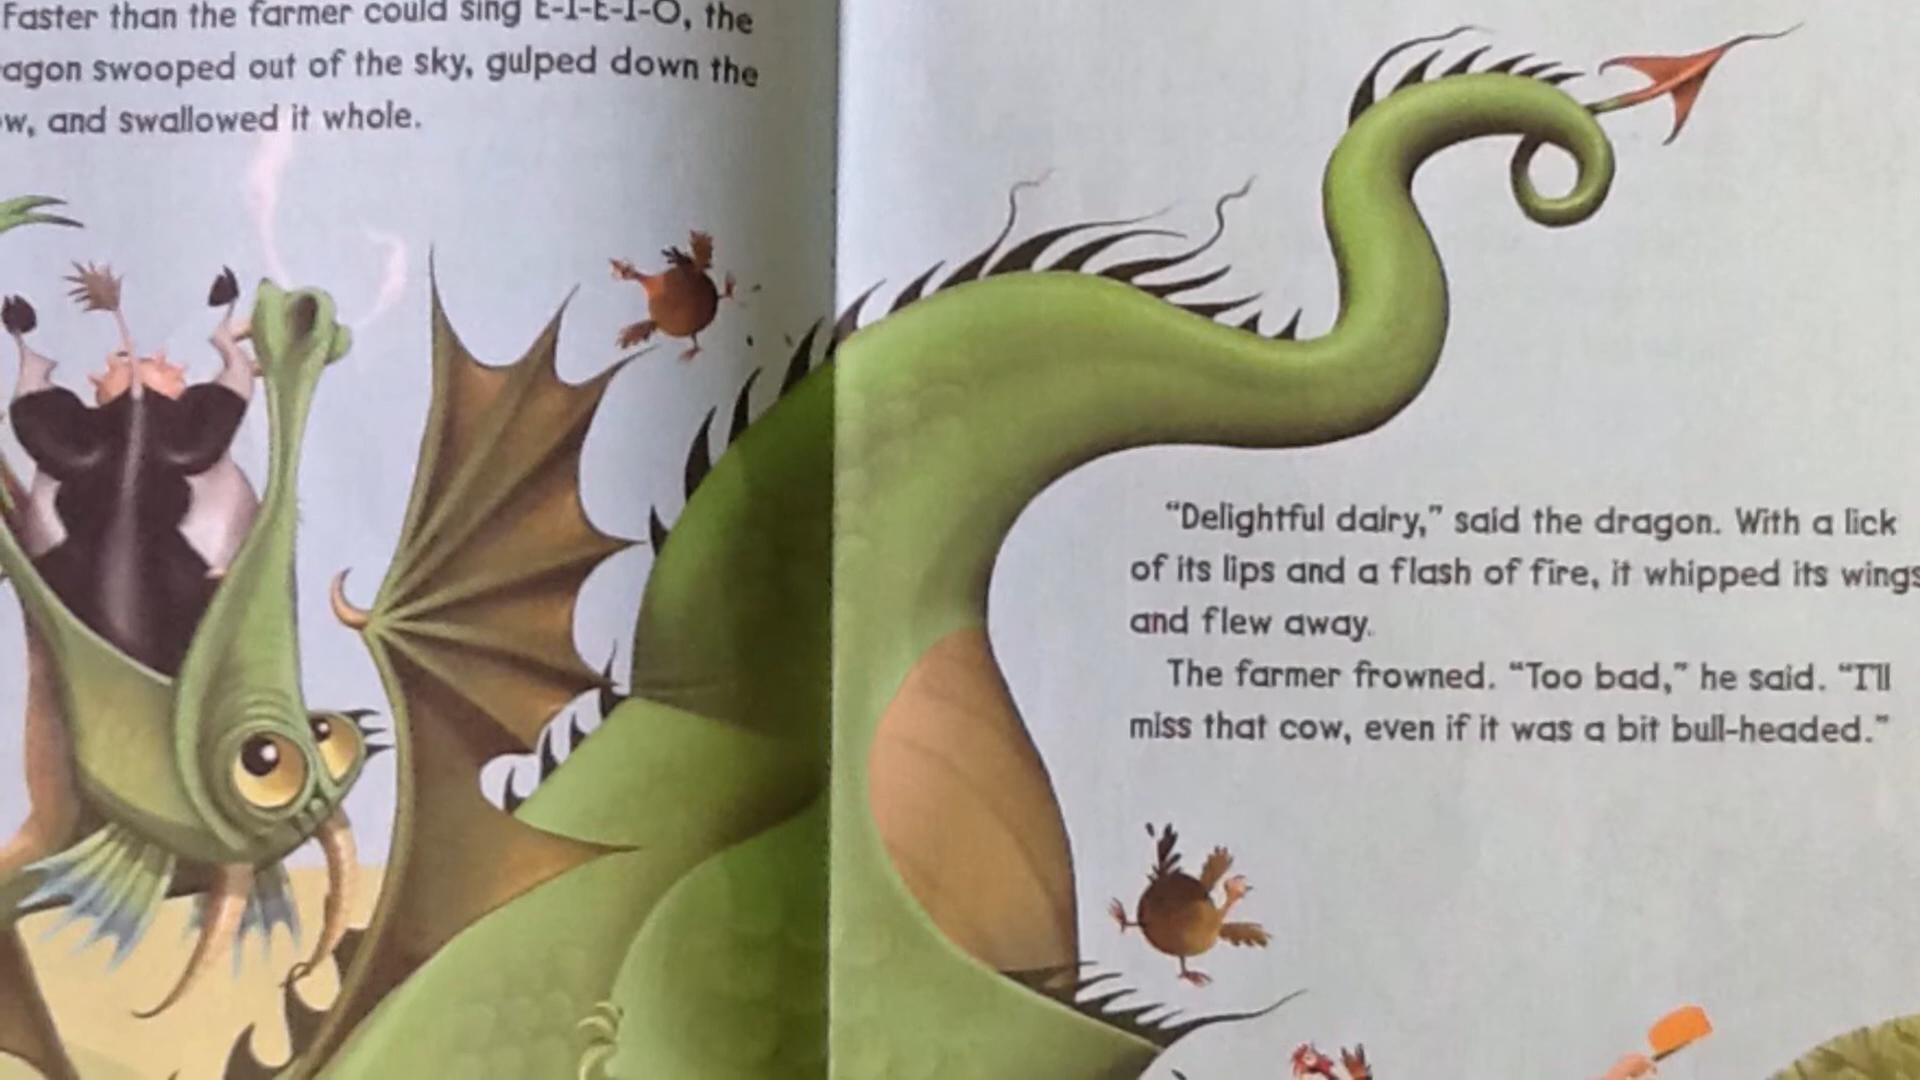 Faster than the farmer could sing E-I-E-I-O, the
agon swooped out of the sky, gulped down the
w, and swallowed it whole.
“Delightful dairy,” said the dragon. With a lick
of its lips and a flash of fire, it whipped its wings
and flew away.
The farmer frowned. “Too bad,” he said. “I’ll
miss that cow, even if it was a bit bull-headed.”